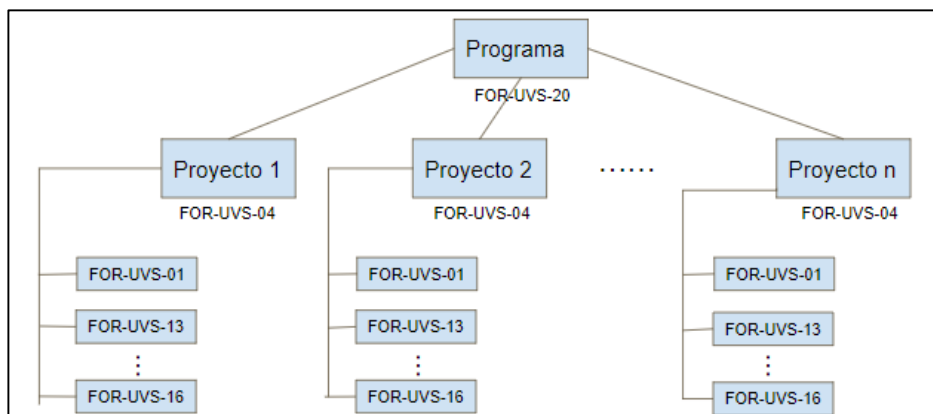 Programa
FOR-UVS-20
Proyecto 1
Proyecto 2
......
Proyecto n
FOR-UVS-04
FOR-UVS-04
FOR-UVS-04
FOR-UVS-01
FOR-UVS-01
FOR-UVS-01
FOR-UVS-13
FOR-UVS-13
FOR-UVS-13
FOR-UVS-16
FOR-UVS-16
FOR-UVS-16